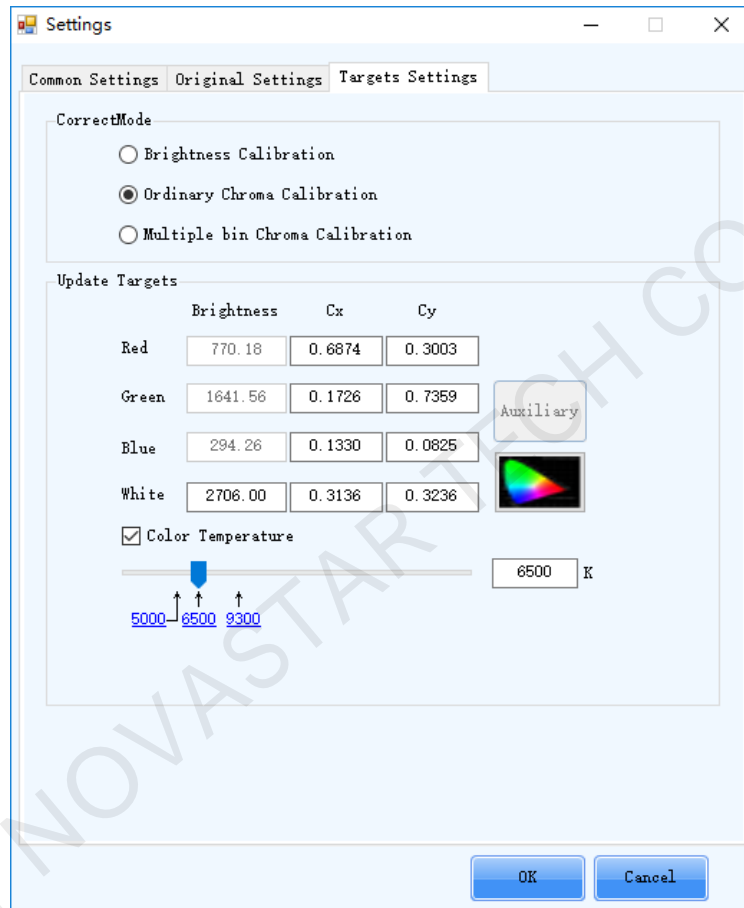 Settings
Common Settings Original Settings Targets Settings
CorrectMode
Brightness Calibration
Ordinary Chroma Calibration
Multiple bin Chroma Calibration
Update Targets
Brightness Cx Cy
Red 770.18 0.6874 0.3003
Green 1641.56 0.1726 0.7359
Auxiliary
Blue 294.26 0.1330 0.0825
White 2706.00 0.3136 0.3236
Color Temperature
6500 K
5000 6500 9300
OK Cancel
NOVASTAR TECH CO